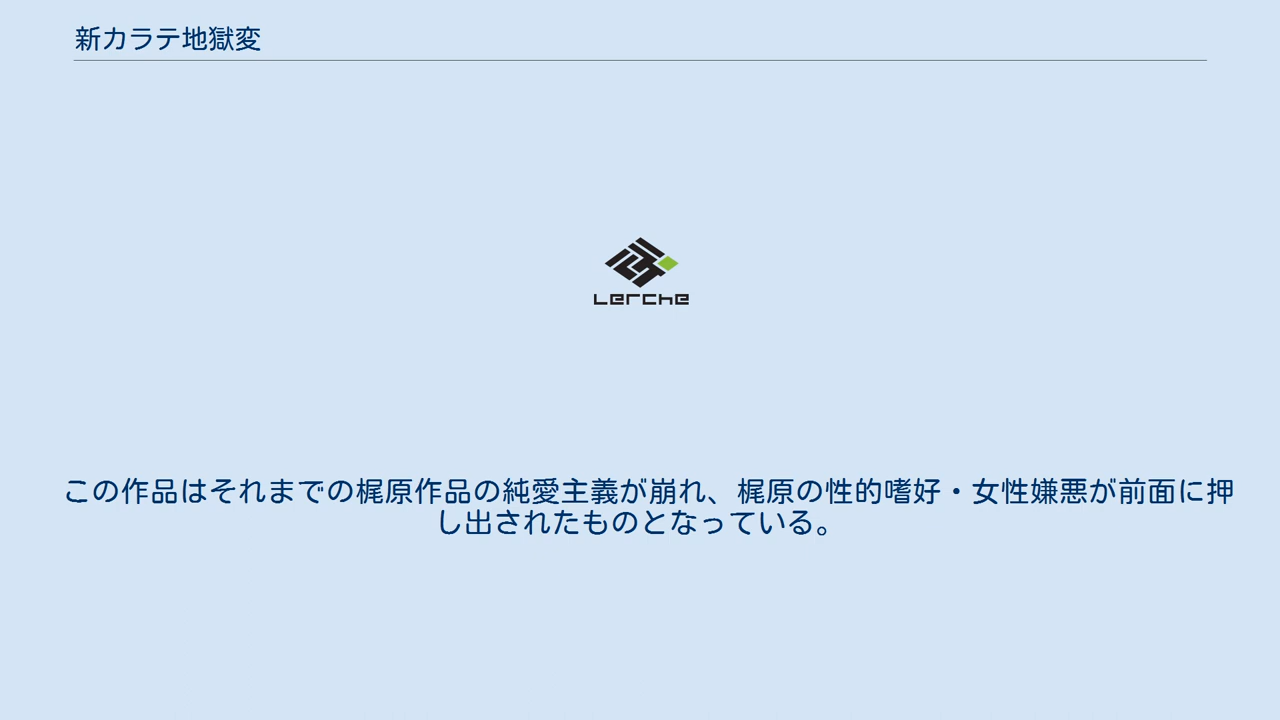 新カラテ地獄変
Lerche
この作品はそれまでの梶原作品の純愛主義が崩れ、梶原の性的嗜好・女性嫌悪が前面に押
し出されたものとなっている。